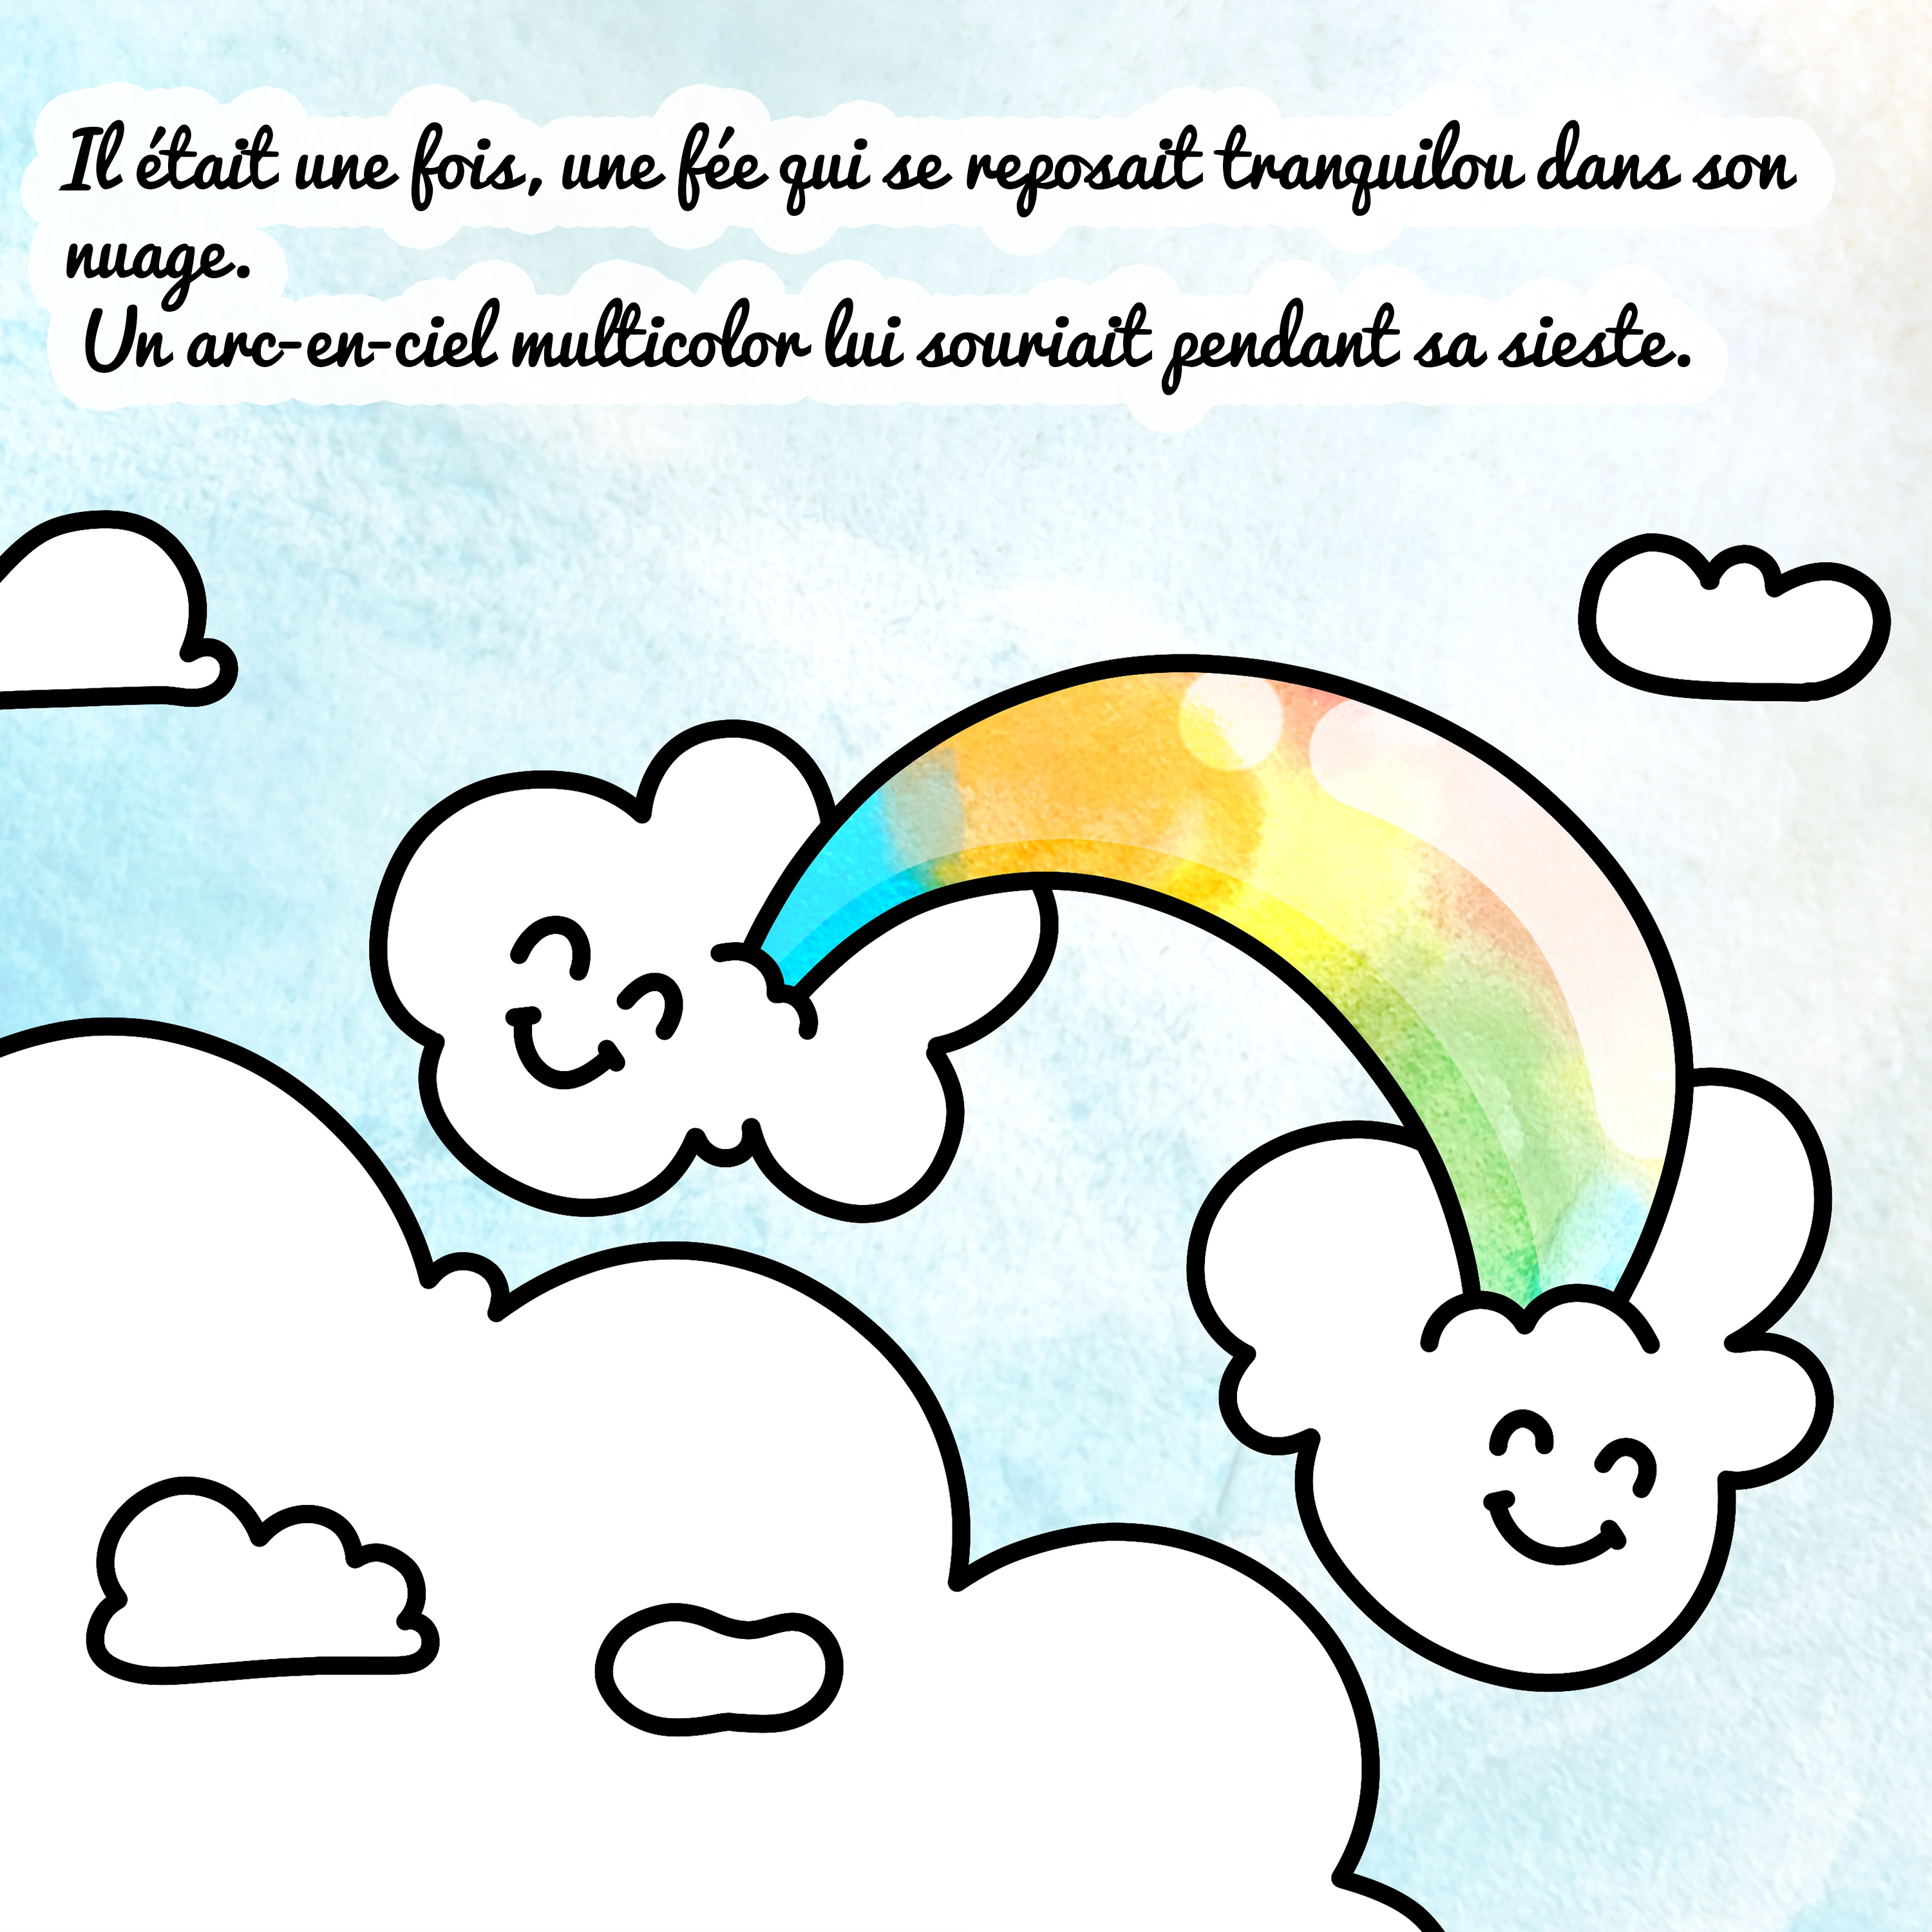 Il était une fois, une fée qui se reposait tranquilou dans son
nuage.
Un arc-en-ciel multicolor lui souriait pendant sa sieste.